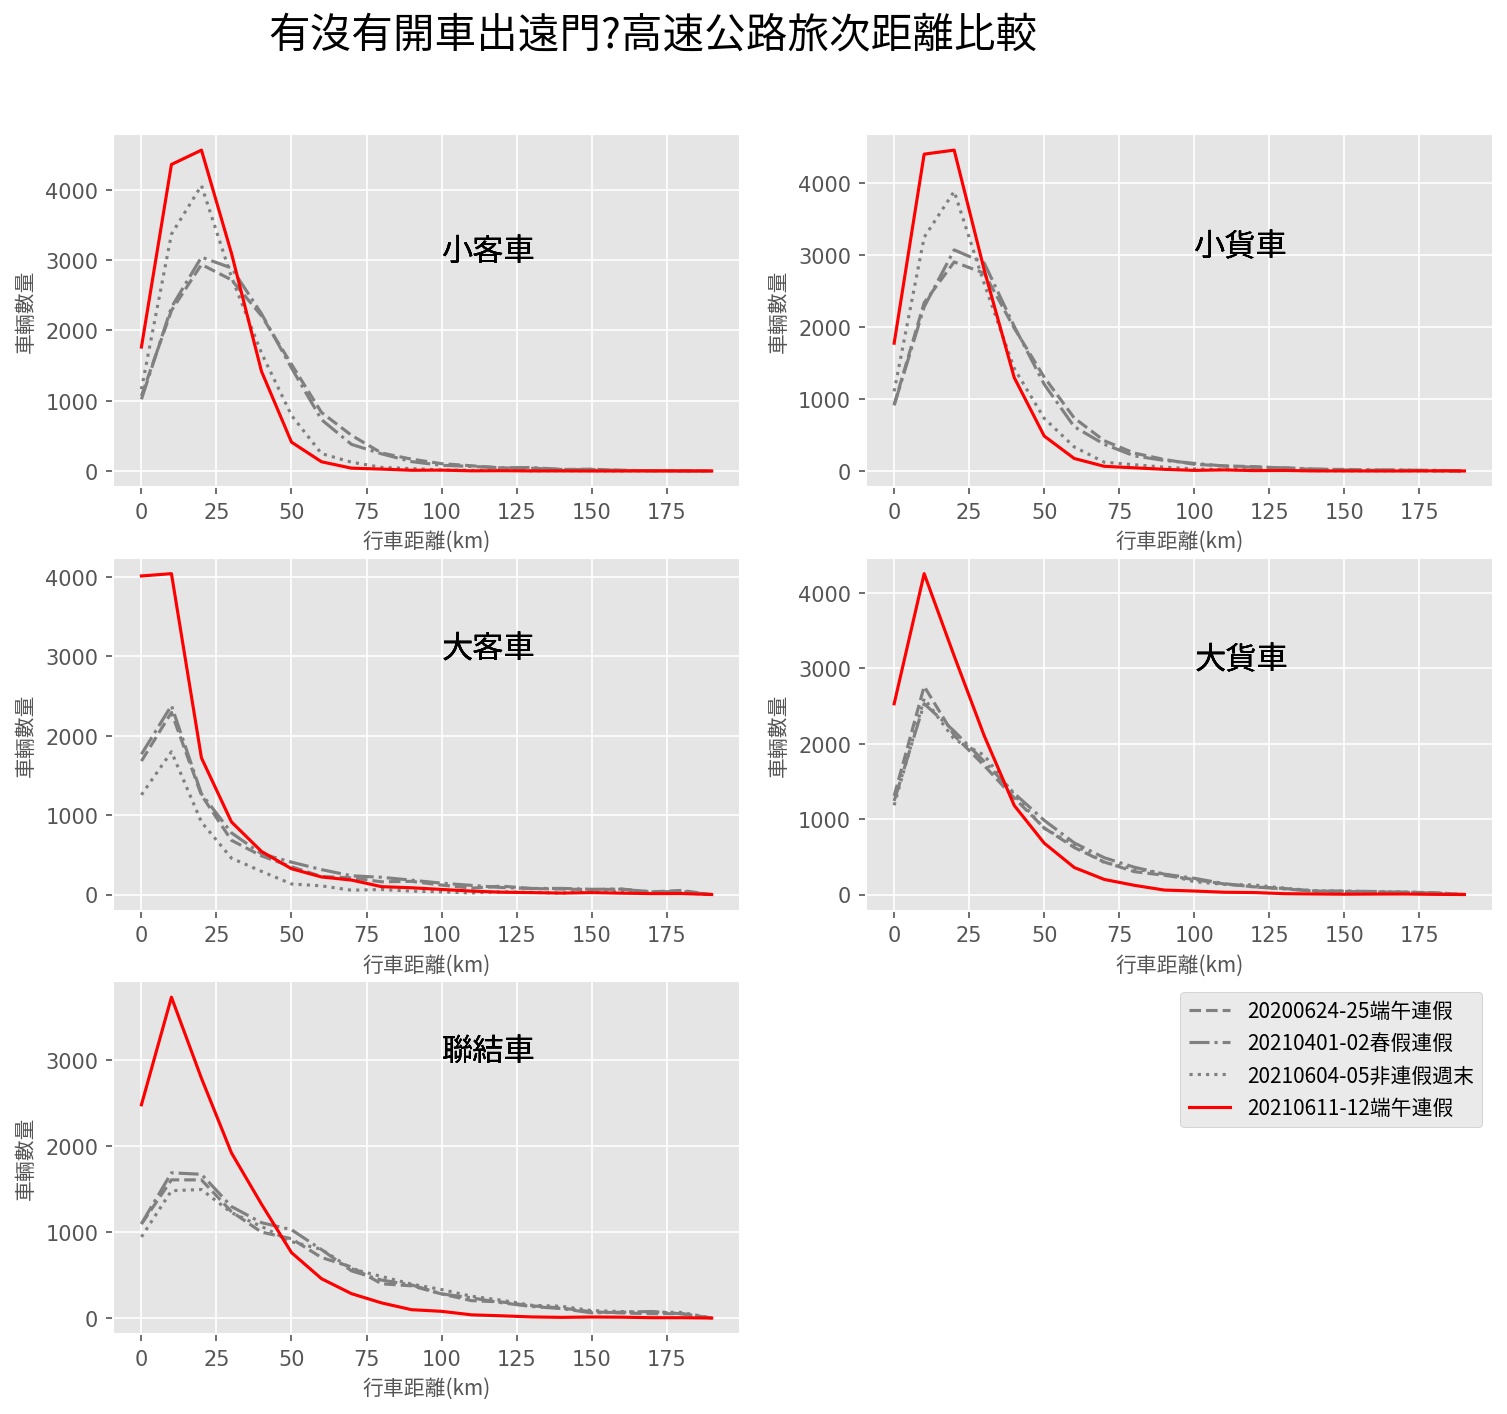 有沒有開車出遠門?高速公路旅次距離比較
4000
3000
2000
1000
0
車輛數量
小客車
0 25 50 75 100 125 150 175
行車距離(km)
4000
3000
2000
1000
0
車輛數量
小貨車
0 25 50 75 100 125 150 175
行車距離(km)
4000
3000
2000
1000
0
車輛數量
大客車
0 25 50 75 100 125 150 175
行車距離(km)
4000
3000
2000
1000
0
車輛數量
大貨車
0 25 50 75 100 125 150 175
行車距離(km)
3000
2000
1000
0
車輛數量
聯結車
0 25 50 75 100 125 150 175
行車距離(km)
20200624-25端午連假
20210401-02春假連假
20210604-05非連假週末
20210611-12端午連假